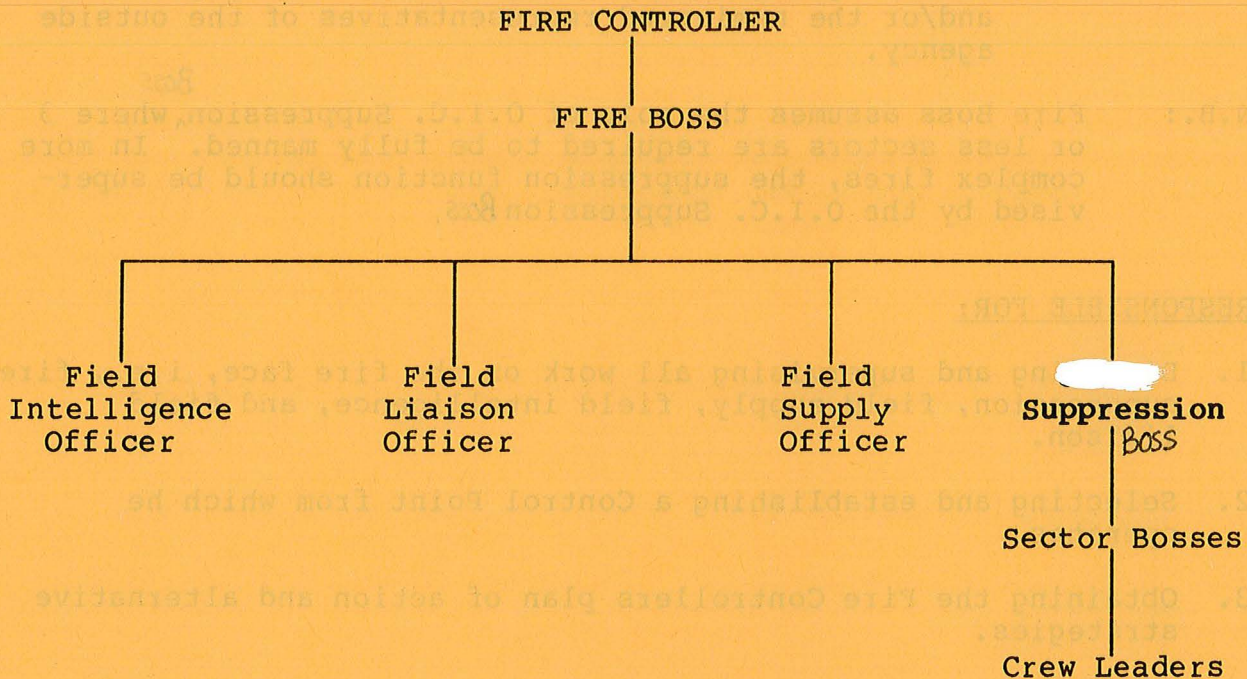 FIRE CONTROLLER
FIRE BOSS
Field
Intelligence
Officer
Field
Liaison
Officer
Field
Supply
Officer
Suppression
BOSS
Sector Bosses
Crew Leaders